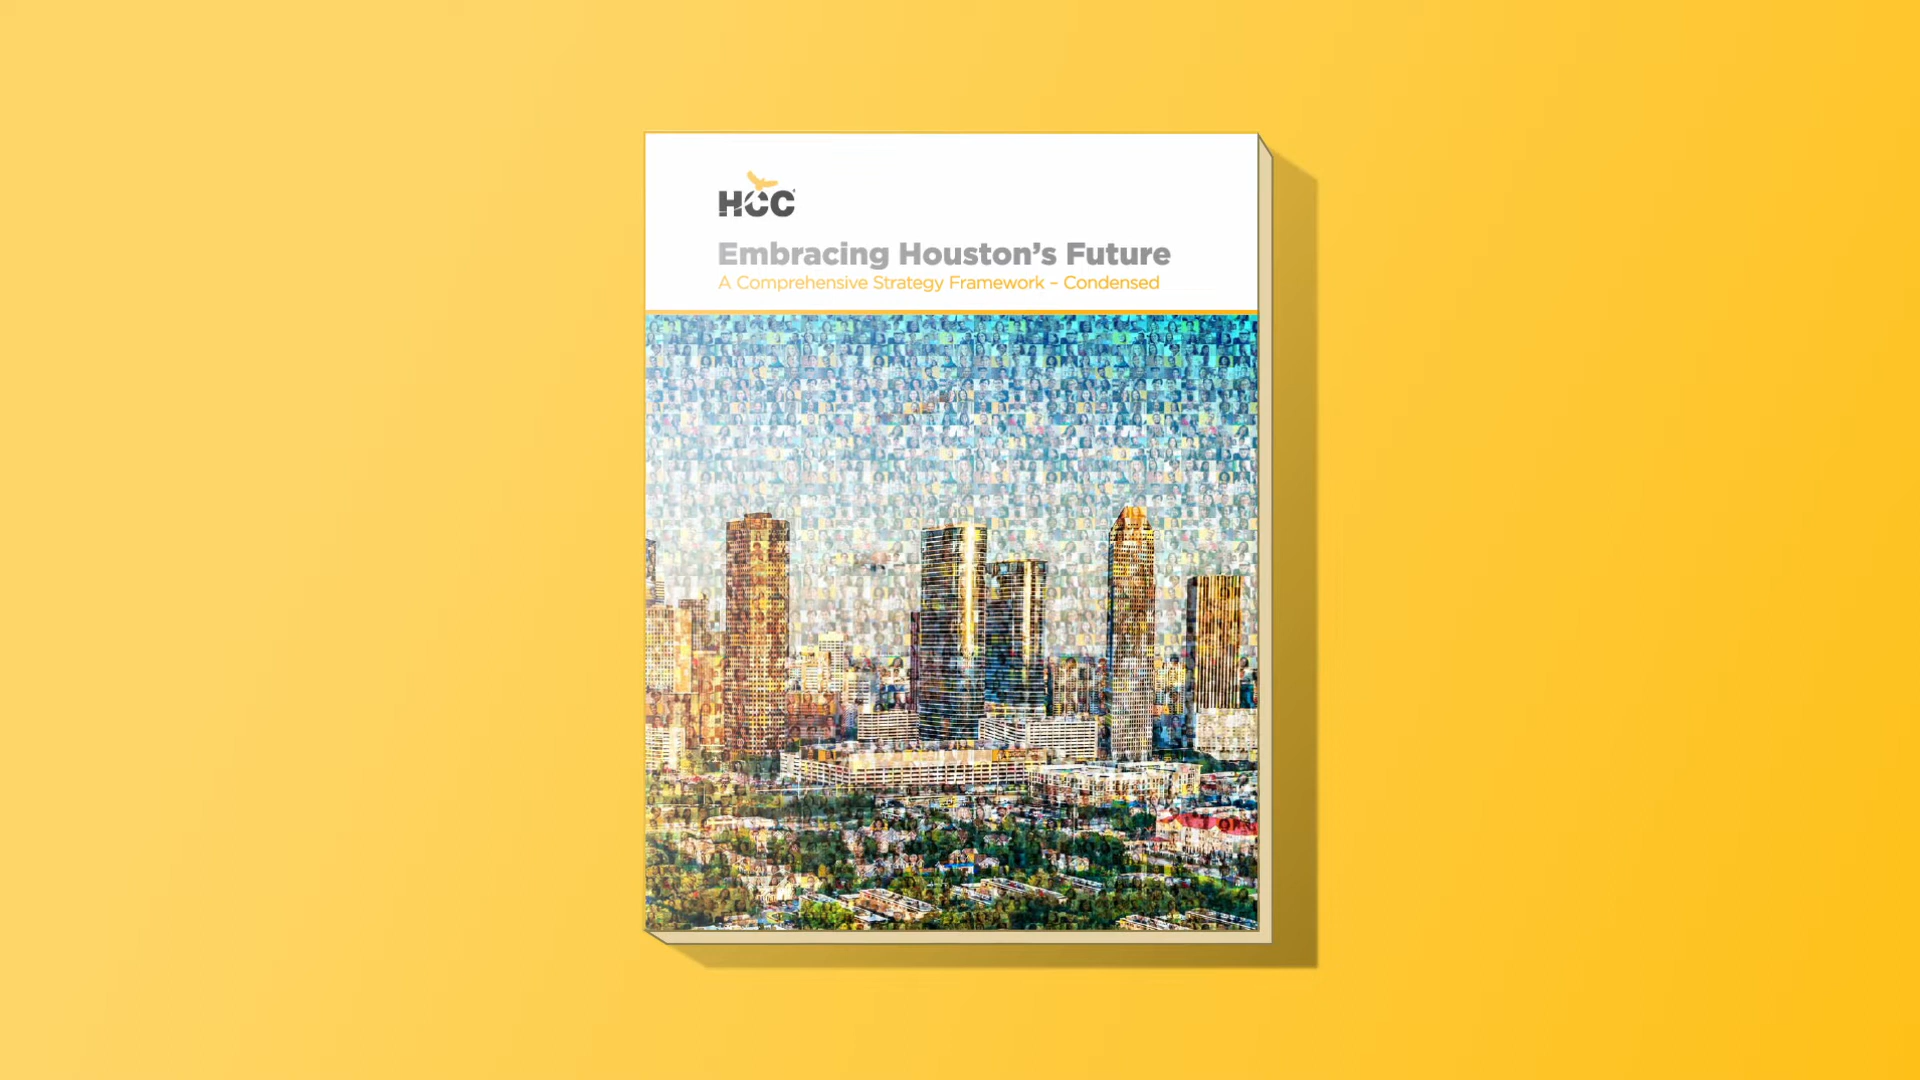 HCC
Embracing Houston's Future
A Comprehensive Strategy Framework – Condensed